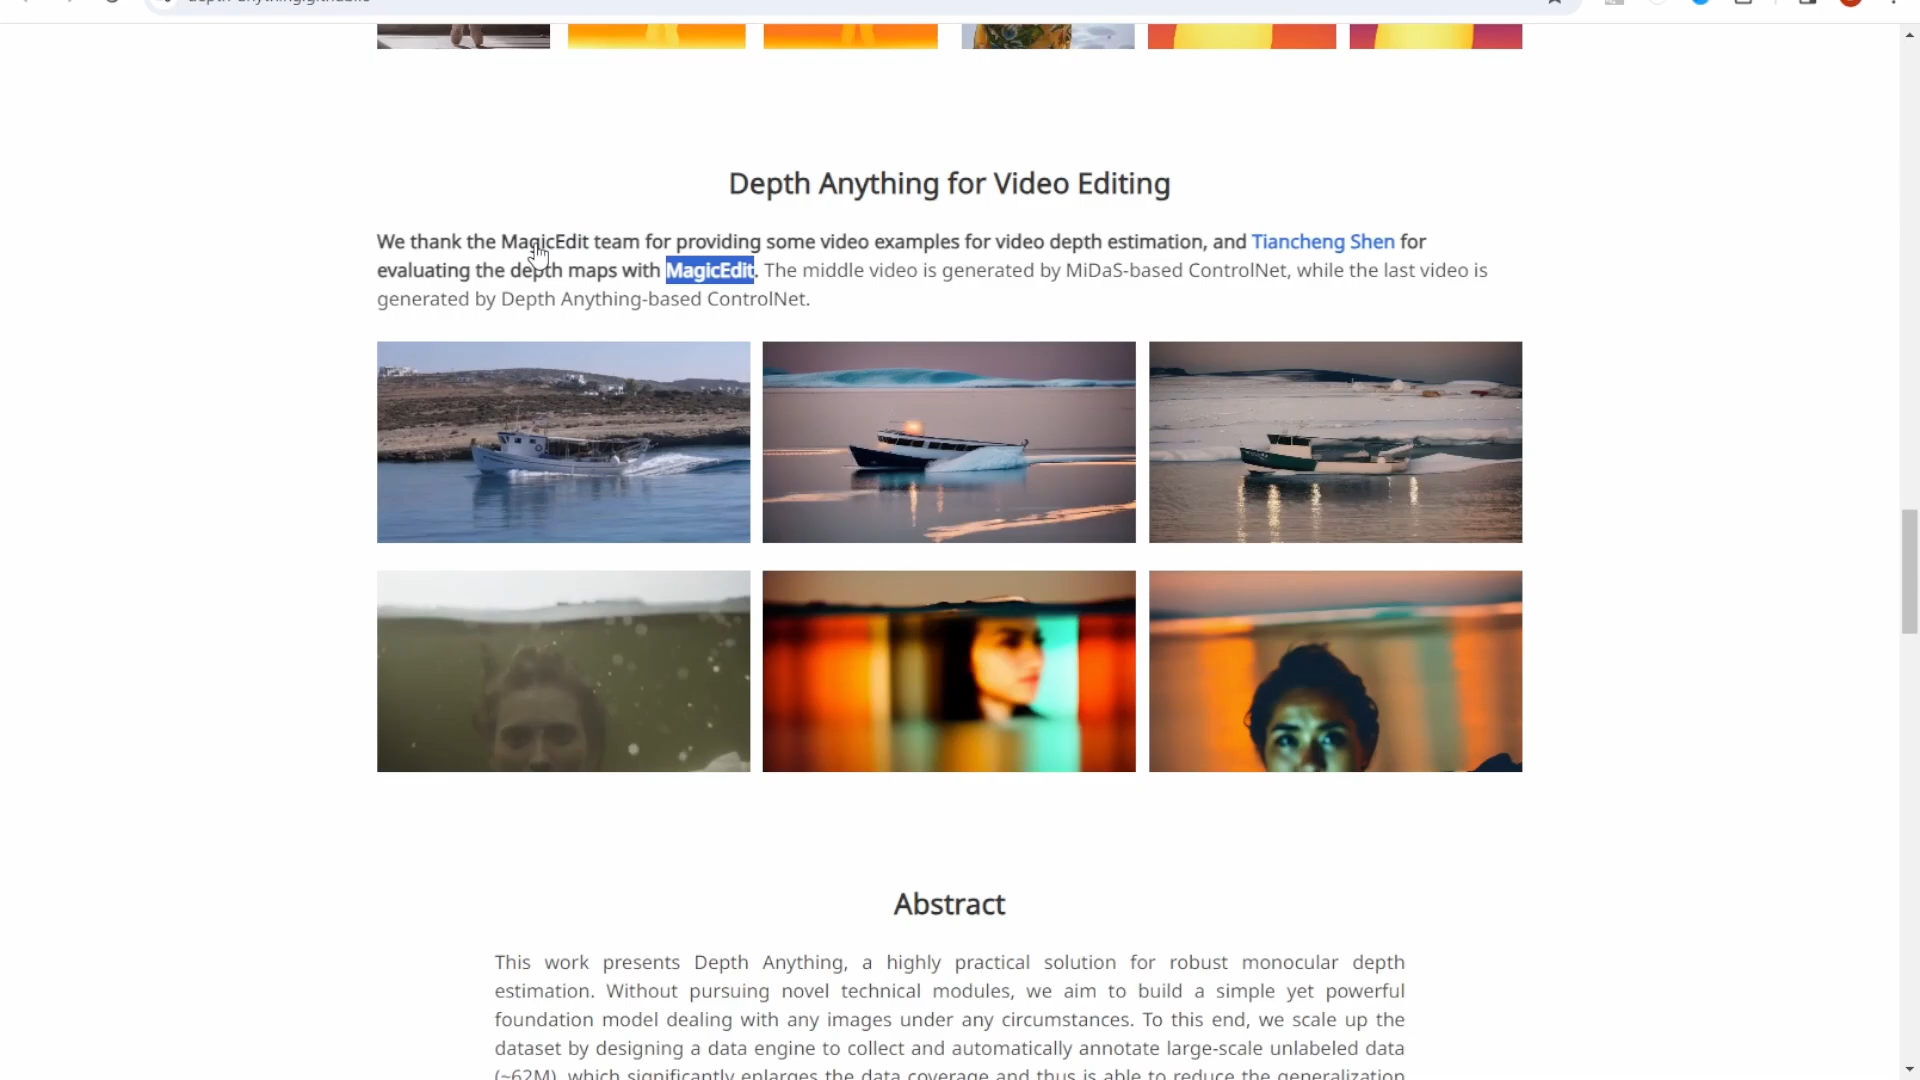 Depth Anything for Video Editing
We thank the MagicEdit team for providing some video examples for video depth estimation, and Tiancheng Shen for
evaluating the depth maps with MagicEdit. The middle video is generated by MiDaS-based ControlNet, while the last video is
generated by Depth Anything-based ControlNet.
Abstract
This work presents Depth Anything, a highly practical solution for robust monocular depth
estimation. Without pursuing novel technical modules, we aim to build a simple yet powerful
foundation model dealing with any images under any circumstances. To this end, we scale up the
dataset by designing a data engine to collect and automatically annotate large-scale unlabeled data
(~62M), which significantly enlarges the data coverage and thus is able to reduce the generalization